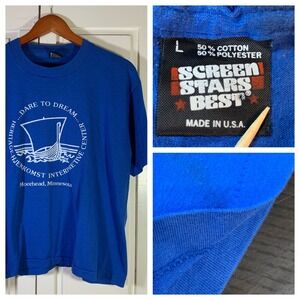 ...DARE TO DREAM...
HERITAGE HJEMKOMST INTERPRETIVE CENTER
Moorhead, Minnesota
L
50% COTTON
50% POLYESTER
SCREEN
STARS
BEST
MADE IN U.S.A.